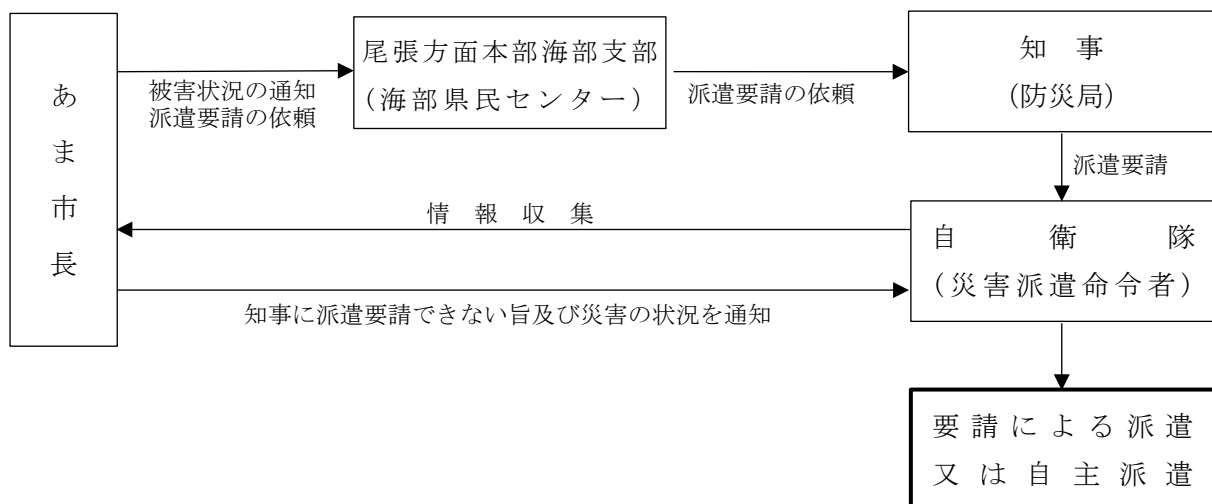 あま市長
被害状況の通知
派遣要請の依頼
尾張方面本部海部支部
(海部県民センター)
派遣要請の依頼
知　事
(防災局)
派遣要請
情　報　収　集
自　衛　隊
(災害派遣命令者)
知事に派遣要請できない旨及び災害の状況を通知
要請による派遣
又は自主派遣